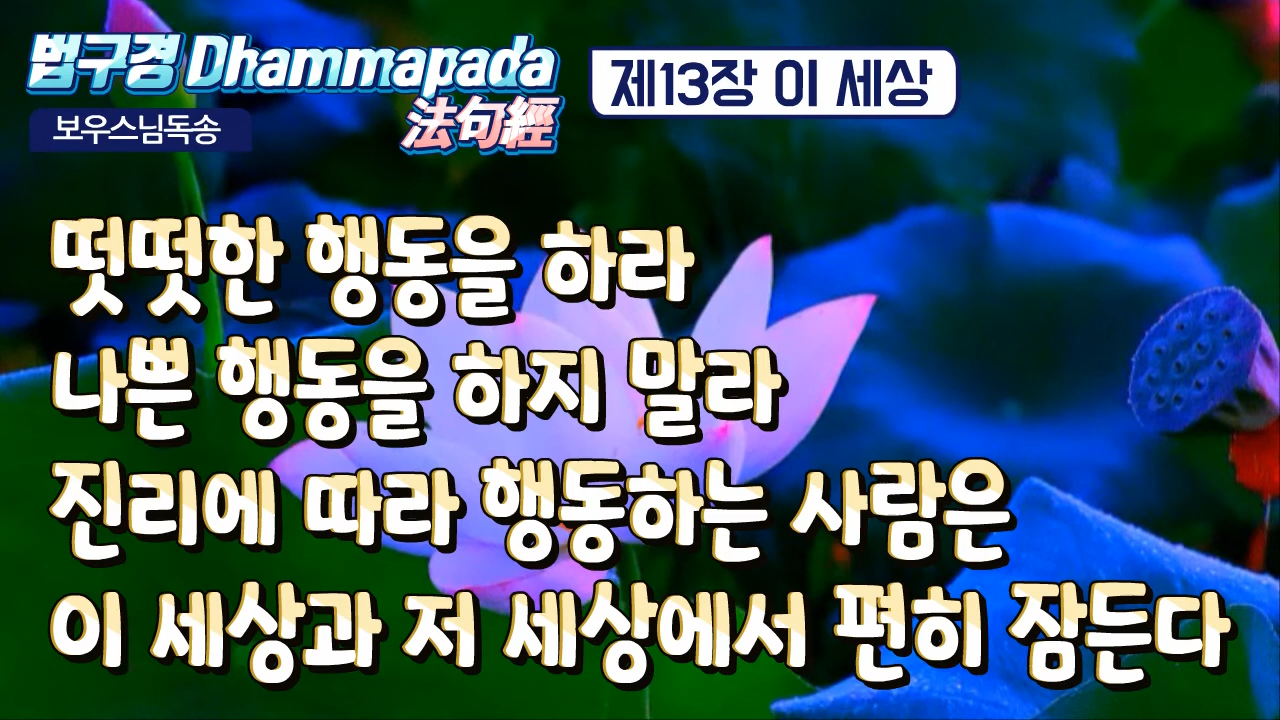 법구경 Dhammapada
法句經
보우스님독송
제13장 이 세상
떳떳한 행동을 하라
나쁜 행동을 하지 말라
진리에 따라 행동하는 사람은
이 세상과 저 세상에서 편히 잠든다